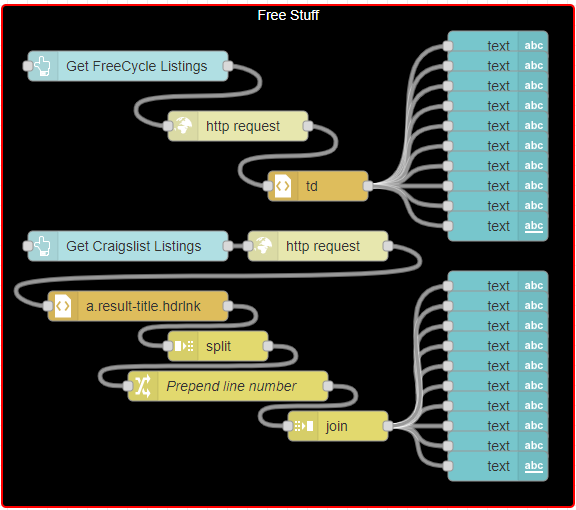 Free Stuff
Get FreeCycle Listings
http request
td
text abc
text abc
text abc
text abc
text abc
text abc
text abc
text abc
text abc
text abc
Get Craigslist Listings
http request
a.result-title.hdrlnk
split
Prepend line number
join
text abc
text abc
text abc
text abc
text abc
text abc
text abc
text abc
text abc
text abc